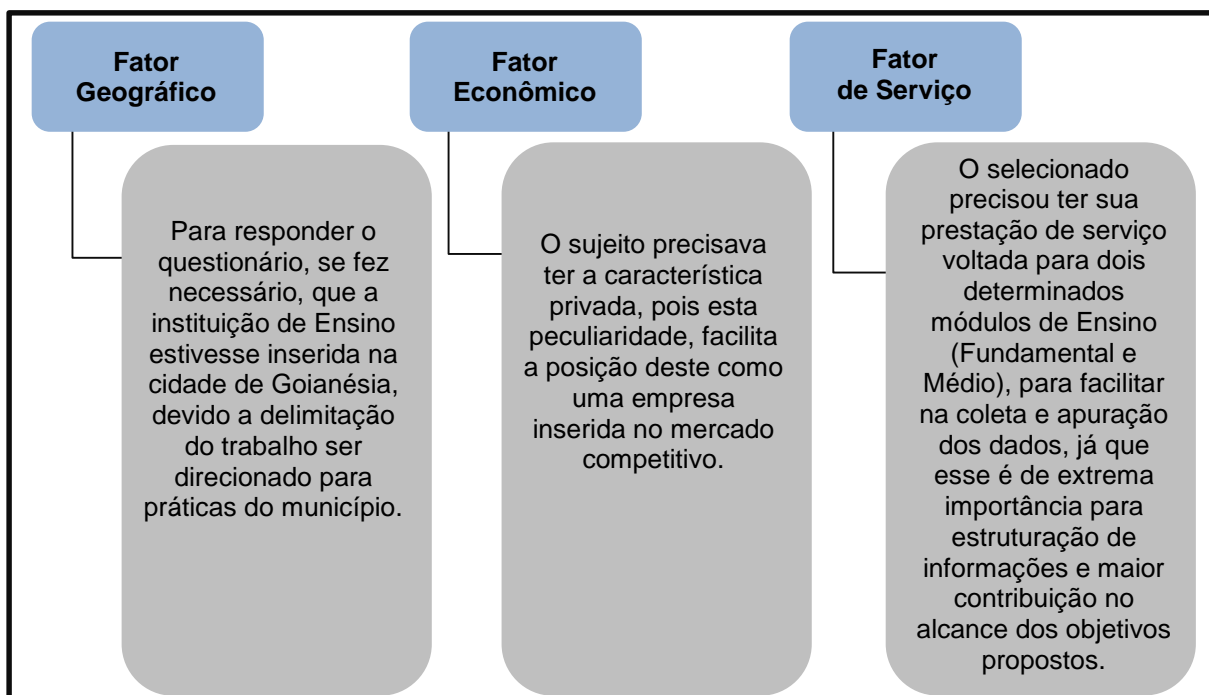 Fator
Geográfico
Para responder o
questionário, se fez
necessário, que a
instituição de Ensino
estivesse inserida na
cidade de Goianésia,
devido a delimitação
do trabalho ser
direcionado para
práticas do município.
Fator
Econômico
O sujeito precisava
ter a característica
privada, pois esta
peculiaridade, facilita
a posição deste como
uma empresa
inserida no mercado
competitivo.
Fator
de Serviço
O selecionado
precisou ter sua
prestação de serviço
voltada para dois
determinados
módulos de Ensino
(Fundamental e
Médio), para facilitar
na coleta e apuração
dos dados, já que
esse é de extrema
importância para
estruturação de
informações e maior
contribuição no
alcance dos objetivos
propostos.